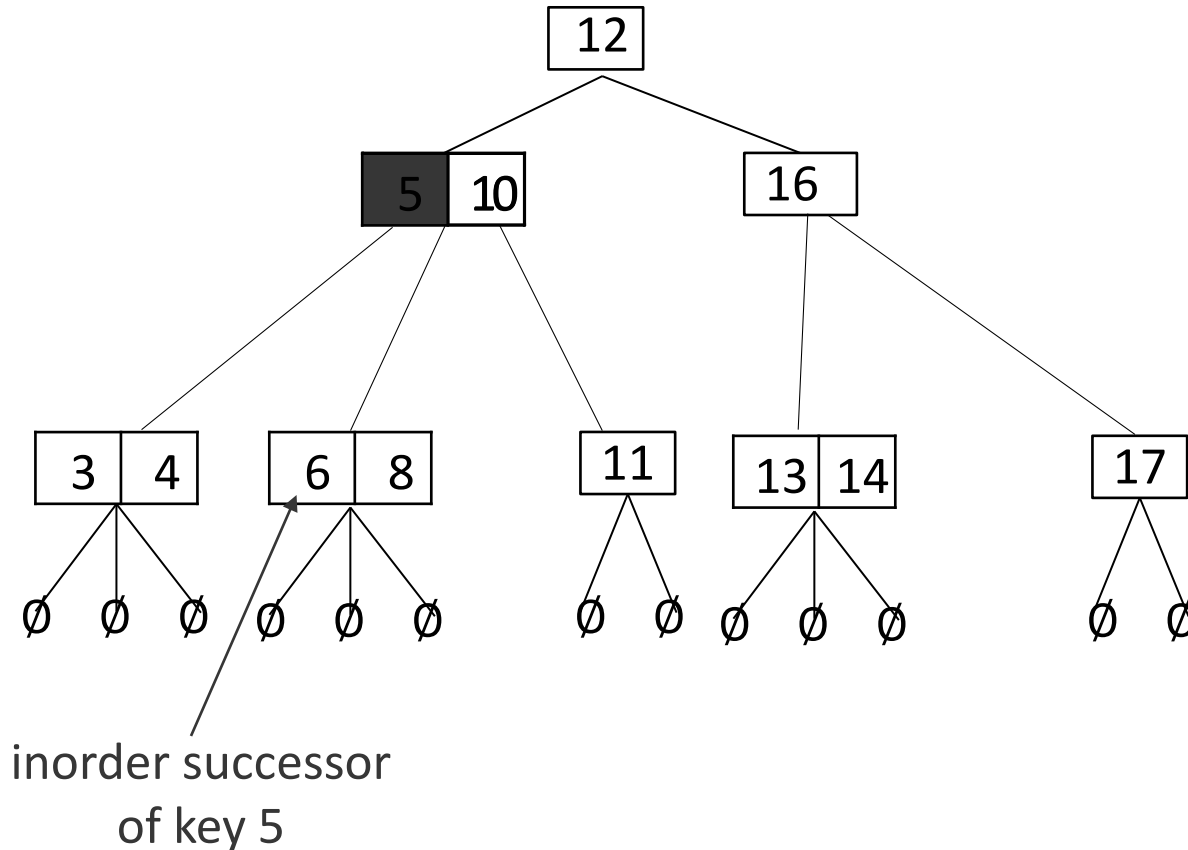 12
5 10 16
3 4 6 8 11 13 14 17
Ø Ø Ø Ø Ø Ø Ø Ø Ø Ø Ø Ø Ø
inorder successor
of key 5